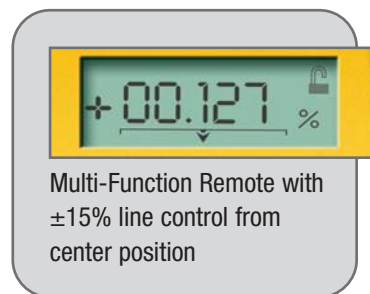 +00.127 %
Multi-Function Remote with
±15% line control from
center position